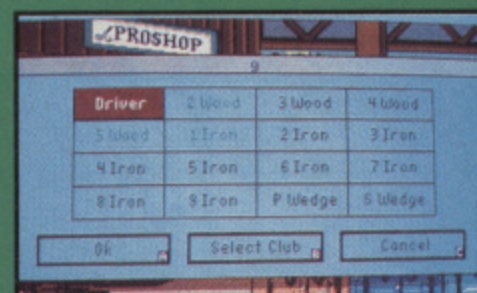 PROSHOP
9
Driver 2 Wood 3 Wood 4 Wood
5 Wood 1 Iron 2 Iron 3 Iron
4 Iron 5 Iron 6 Iron 7 Iron
8 Iron 9 Iron P Wedge S Wedge
Ok Select Club Cancel